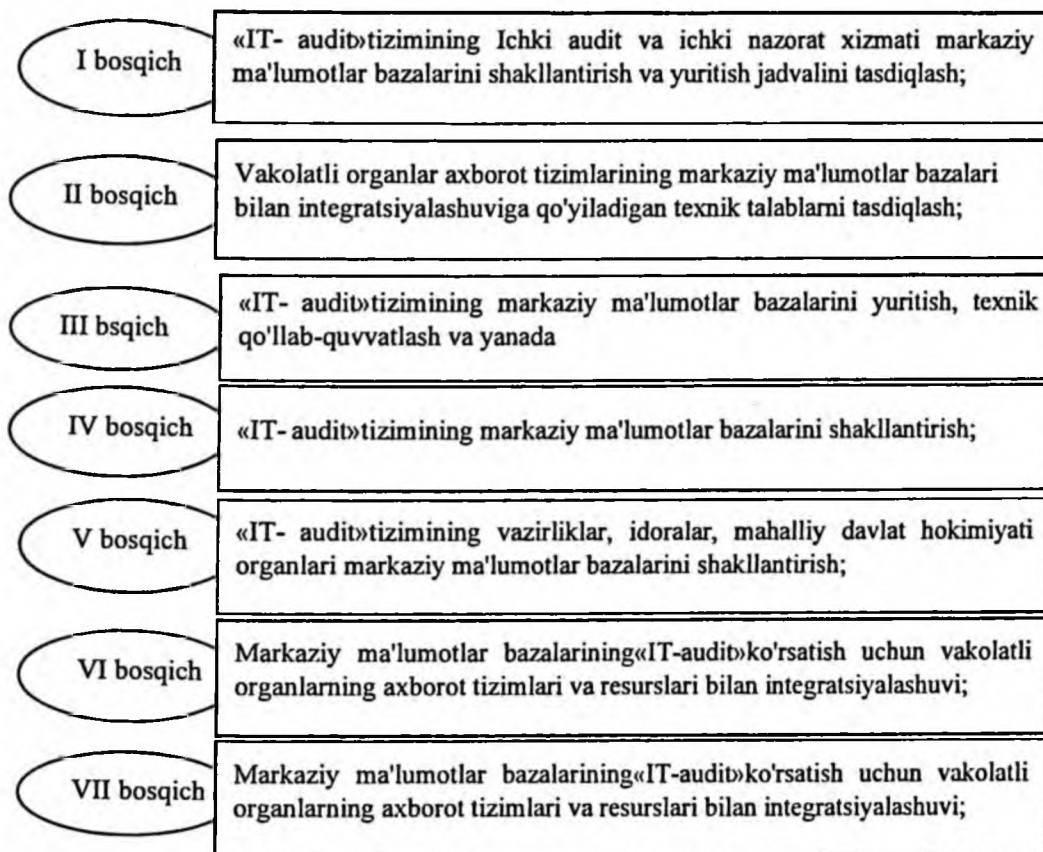 I bosqich
«IT- audit»tizimining Ichki audit va ichki nazorat xizmati markaziy
ma'lumotlar bazalarini shakllantirish va yuritish jadvalini tasdiqlash;
II bosqich
Vakolatli organlar axborot tizimlarining markaziy ma'lumotlar bazalari
bilan integratsiyalashuviga qo'yiladigan texnik talablarni tasdiqlash;
III bsqich
«IT- audit»tizimining markaziy ma'lumotlar bazalarini yuritish, texnik
qo'llab-quvvatlash va yanada
IV bosqich
«IT- audit»tizimining markaziy ma'lumotlar bazalarini shakllantirish;
V bosqich
«IT- audit»tizimining vazirliklar, idoralar, mahalliy davlat hokimiyati
organlari markaziy ma'lumotlar bazalarini shakllantirish;
VI bosqich
Markaziy ma'lumotlar bazalarining«IT-audit»ko'rsatish uchun vakolatli
organlarning axborot tizimlari va resurslari bilan integratsiyalashuvi;
VII bosqich
Markaziy ma'lumotlar bazalarining«IT-audit»ko'rsatish uchun vakolatli
organlarning axborot tizimlari va resurslari bilan integratsiyalashuvi;